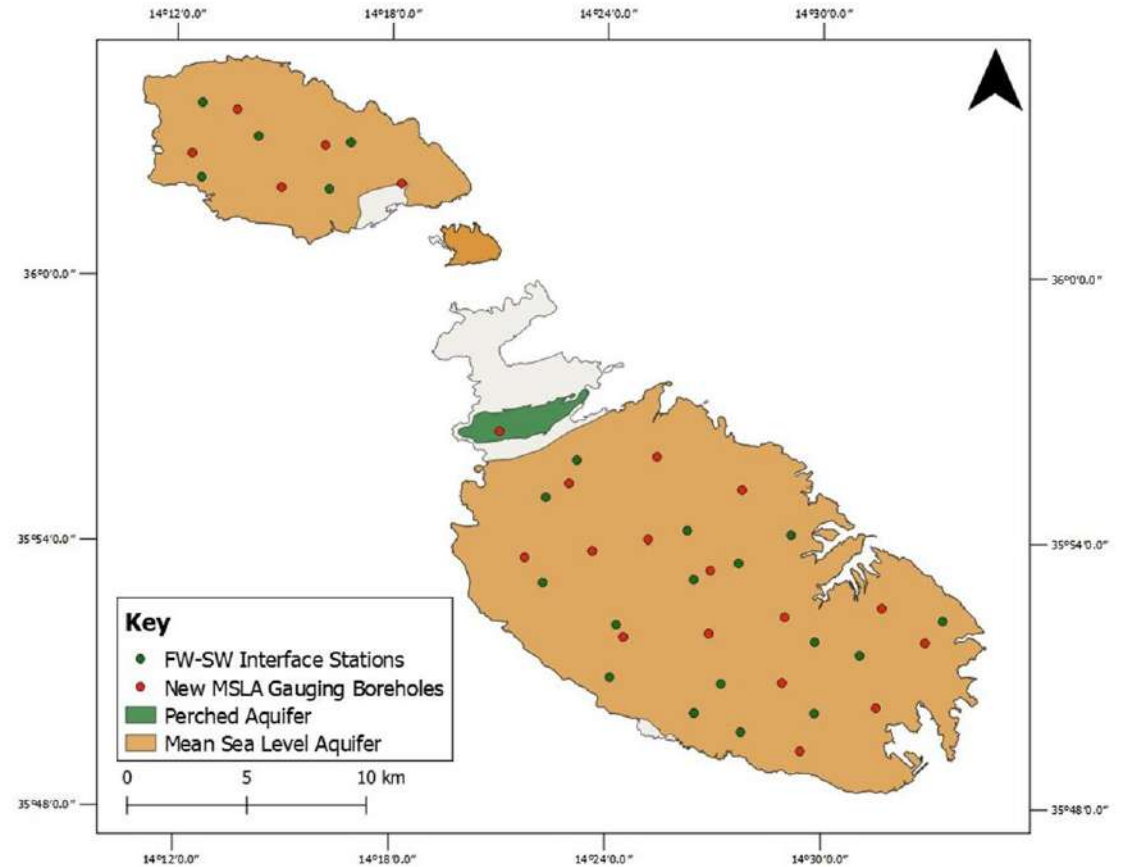 14°12'0.0" 14°18'0.0" 14°24'0.0" 14°30'0.0"
36°0'0.0" 36°0'0.0"
35°54'0.0" 35°54'0.0"
Key
FW-SW Interface Stations
New MSLA Gauging Boreholes
Perched Aquifer
Mean Sea Level Aquifer
0 5 10 km
35°48'0.0" 35°48'0.0"
14°12'0.0" 14°18'0.0" 14°24'0.0" 14°30'0.0"